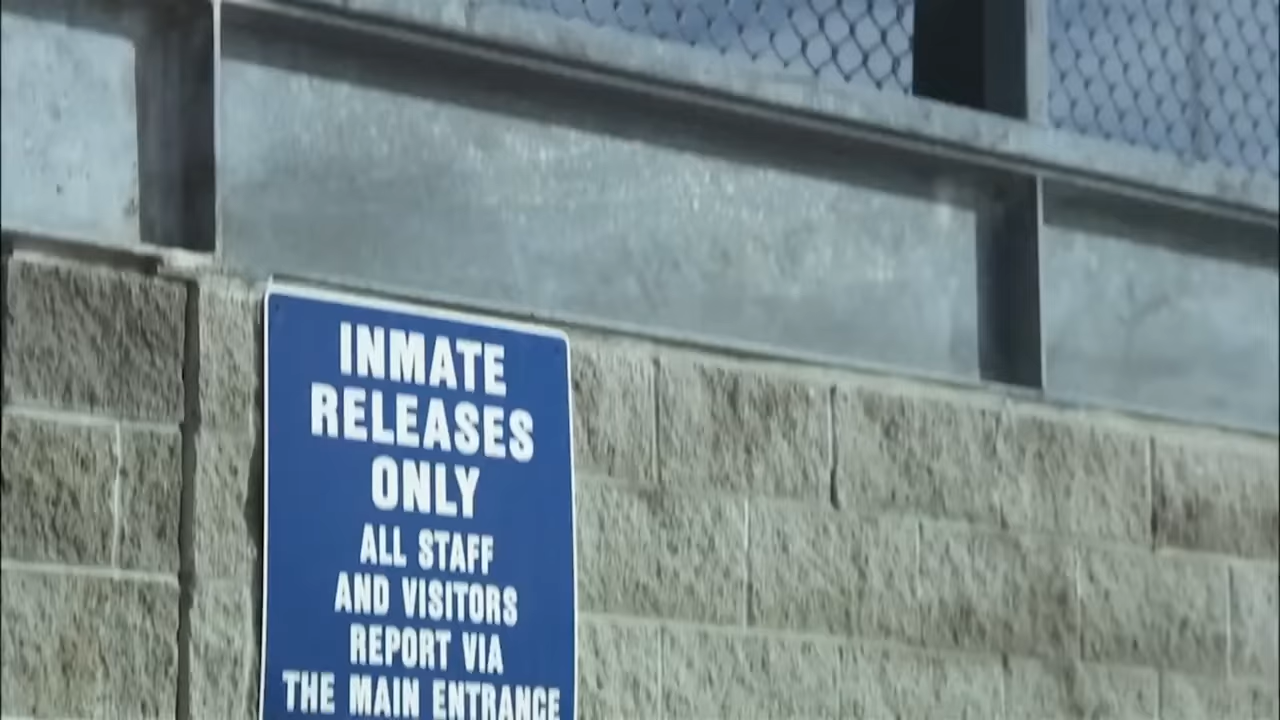 INMATE
RELEASES
ONLY
ALL STAFF
AND VISITORS
REPORT VIA
THE MAIN ENTRANCE